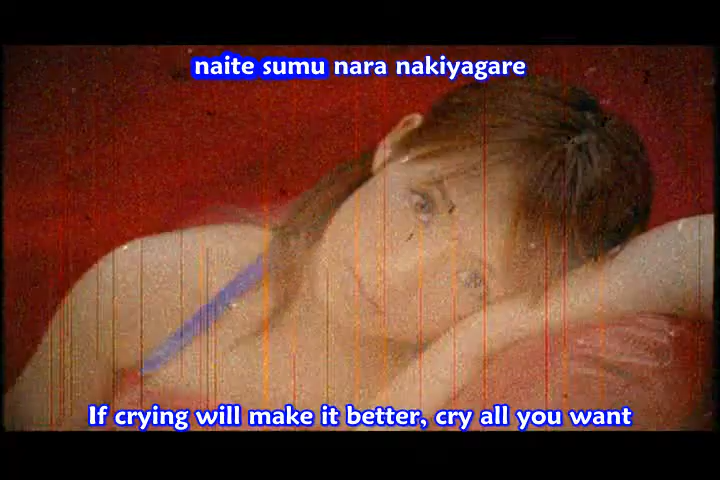 naite sumu nara nakiyagare
If crying will make it better, cry all you want